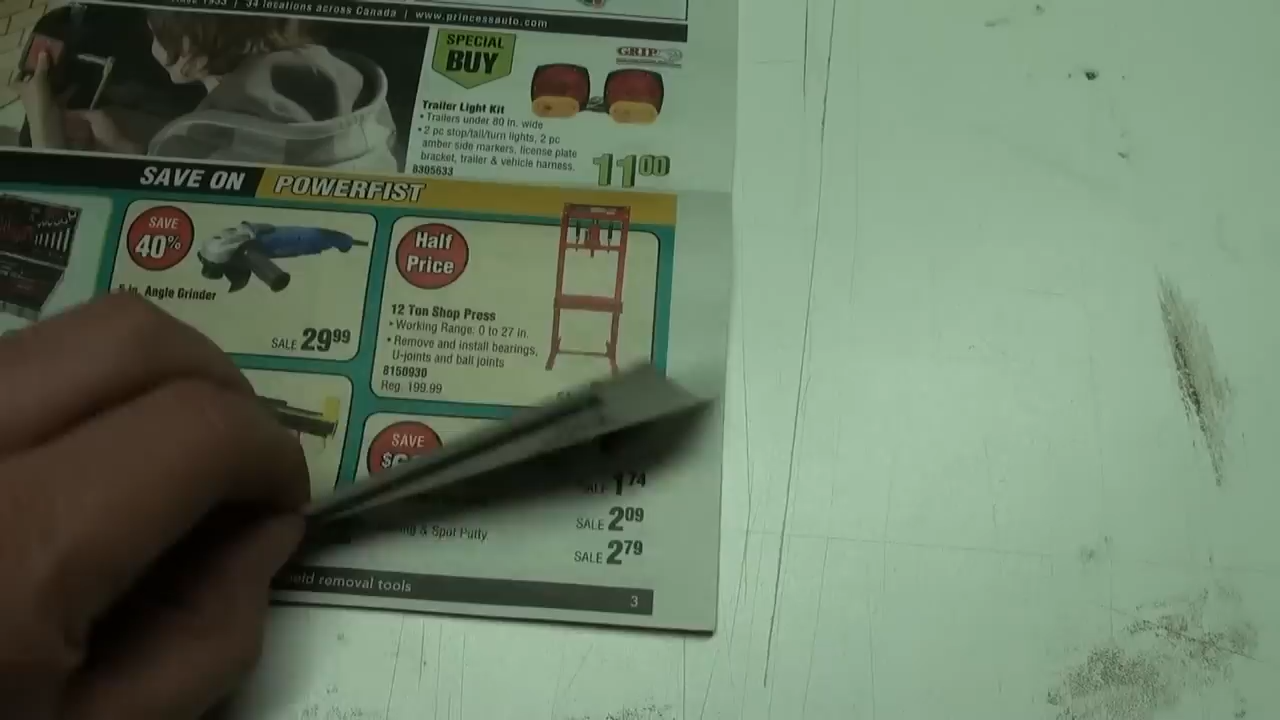 34 locations across Canada | www.princessauto.com
SPECIAL
BUY
GRIP
Trailer Light Kit
• Trailers under 80 in. wide
• 2 pc stop/tail/turn lights, 2 pc
amber side markers, license plate
bracket, trailer & vehicle harness.
8305633
11 00
SAVE ON POWERFIST
SAVE
40%
Angle Grinder
SALE 29 99
Half
Price
12 Ton Shop Press
• Working Range: 0 to 27 in.
• Remove and install bearings,
U-joints and ball joints
8150930
Reg. 199.99
SAVE
$
1 74
& Spot Putty
SALE 2 09
SALE 2 79
removal tools
3